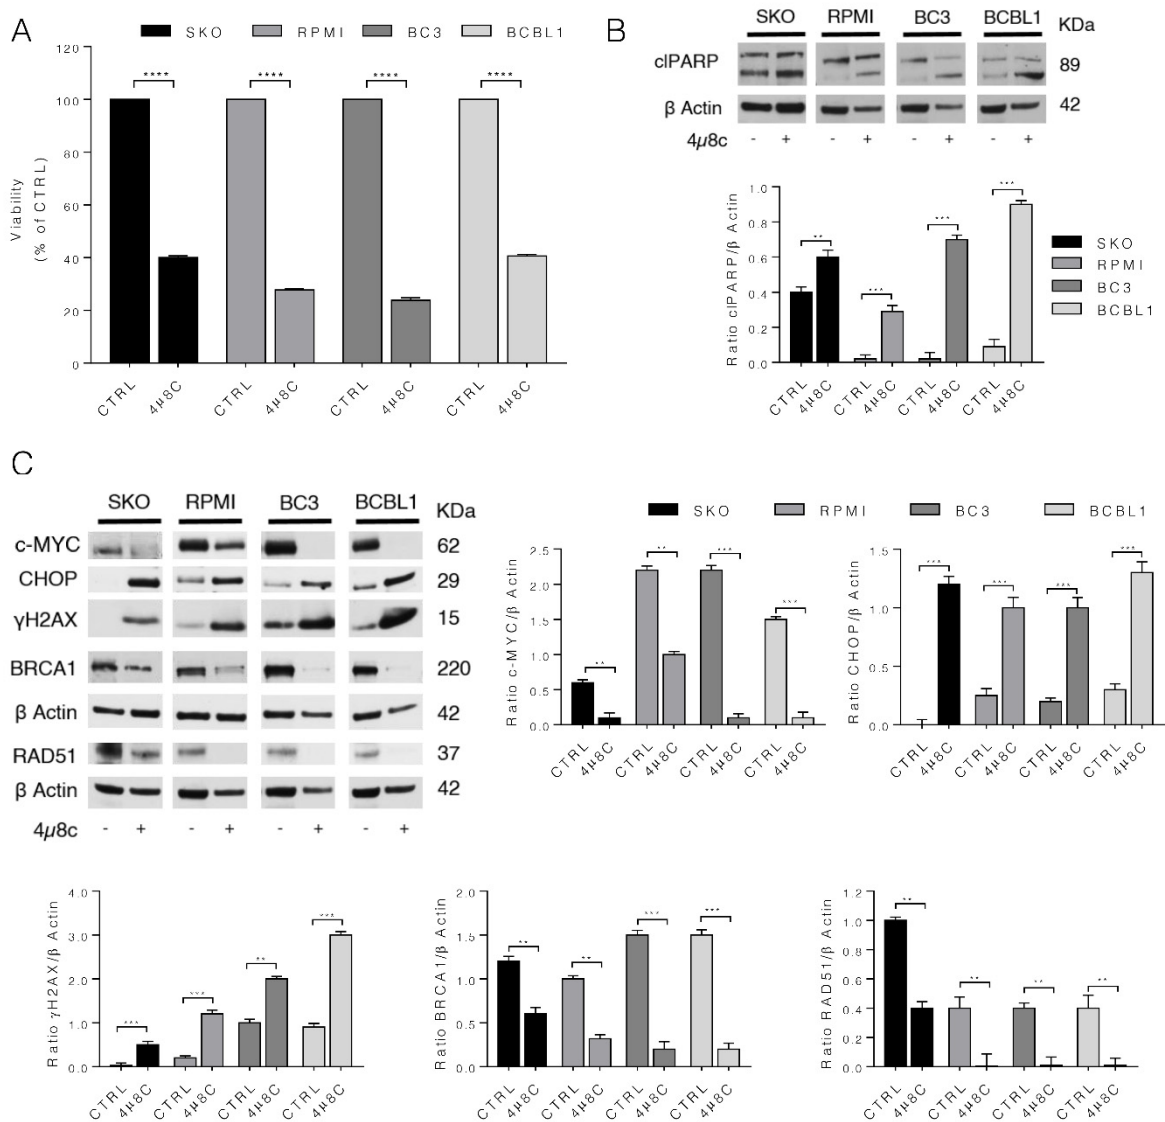 A
SKO RPMI BC3 BCBL1
Viability
(% of CTRL)
120
100
80
60
40
20
0
**** **** **** ****
CTRL 4μ8C CTRL 4μ8C CTRL 4μ8C CTRL 4μ8C
B
SKO RPMI BC3 BCBL1 KDa
clPARP 89
β Actin 42
4μ8c - + - + - + - +
Ratio clPARP/β Actin
1.0
0.8
0.6
0.4
0.2
0.0
** *** *** ***
CTRL 4μ8C CTRL 4μ8C CTRL 4μ8C CTRL 4μ8C
SKO
RPMI
BC3
BCBL1
C
SKO RPMI BC3 BCBL1 KDa
c-MYC 62
CHOP 29
γH2AX 15
BRCA1 220
β Actin 42
RAD51 37
β Actin 42
4μ8c - + - + - + - +
SKO RPMI BC3 BCBL1
Ratio c-MYC/β Actin
2.5
2.0
1.5
1.0
0.5
0.0
** ** *** ***
CTRL 4μ8C CTRL 4μ8C CTRL 4μ8C CTRL 4μ8C
Ratio CHOP/β Actin
1.5
1.0
0.5
0.0
*** *** *** ***
CTRL 4μ8C CTRL 4μ8C CTRL 4μ8C CTRL 4μ8C
Ratio γH2AX/β Actin
4.0
3.0
2.0
1.0
0.0
*** *** ** ***
CTRL 4μ8C CTRL 4μ8C CTRL 4μ8C CTRL 4μ8C
Ratio BRCA1/β Actin
2.0
1.5
1.0
0.5
0.0
** ** *** ***
CTRL 4μ8C CTRL 4μ8C CTRL 4μ8C CTRL 4μ8C
Ratio RAD51/β Actin
1.2
1.0
0.8
0.6
0.4
0.2
0.0
** ** ** **
CTRL 4μ8C CTRL 4μ8C CTRL 4μ8C CTRL 4μ8C